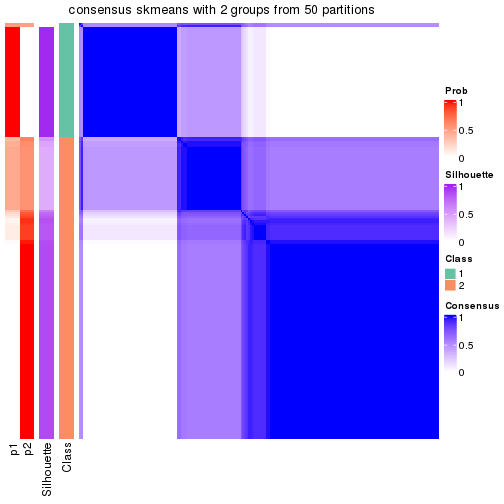 consensus skmeans with 2 groups from 50 partitions
Prob
1
0.5
0
Silhouette
1
0.5
0
Class
1
2
Consensus
1
0.5
0
p1
p2
Silhouette
Class